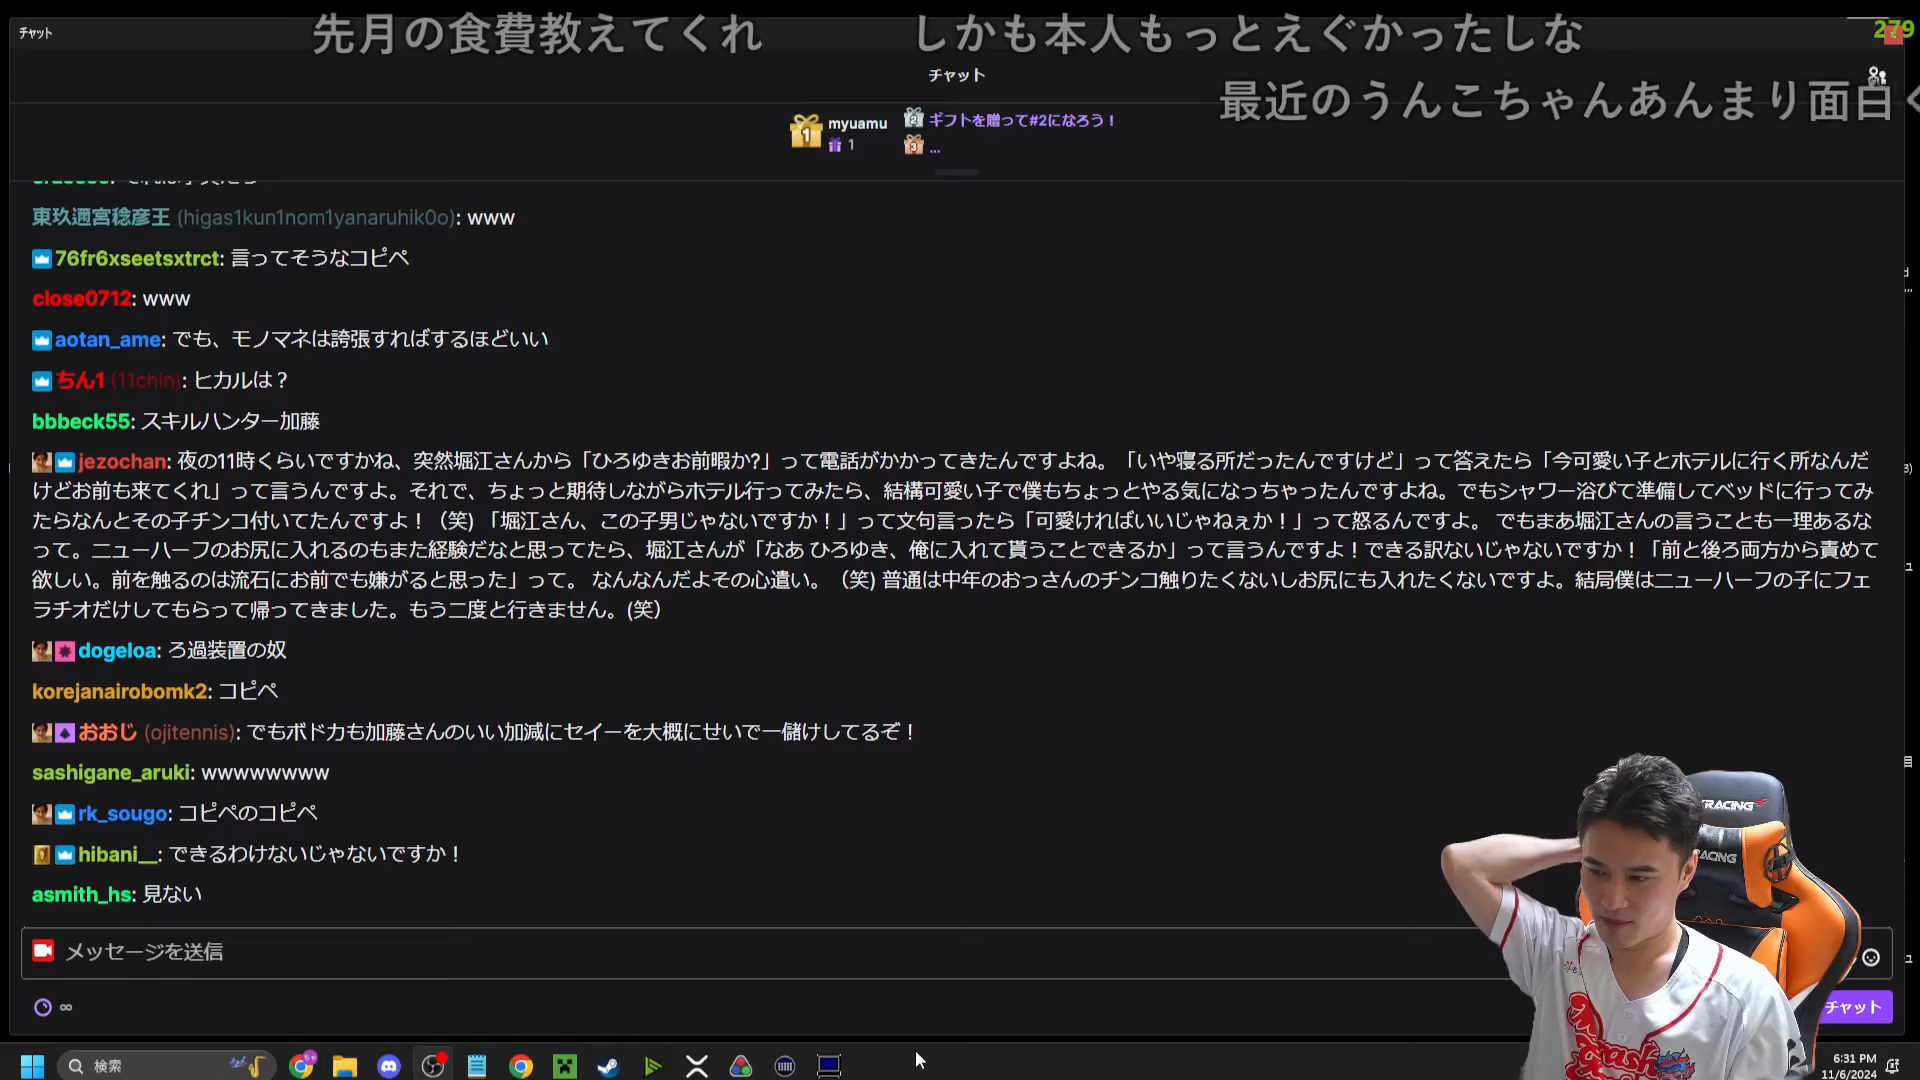 チャット
先月の食費教えてくれ
しかも本人もっとえぐかったしな
279
チャット
最近のうんこちゃんあんまり面白く
1 myuamu
1
2 ギフトを贈って#2になろう！
3 ...
東玖邇宮稔彦王 (higas1kun1nom1yanaruhik0o): www
76fr6xseetsxtrct: 言ってそうなコピペ
close0712: www
aotan_ame: でも、モノマネは誇張すればするほどいい
ちん1 (11chin): ヒカルは？
bbbeck55: スキルハンター加藤
jezochan: 夜の11時くらいですかね、突然堀江さんから「ひろゆきお前暇か?」って電話がかかってきたんですよね。「いや寝る所だったんですけど」って答えたら「今可愛い子とホテルに行く所なんだ
けどお前も来てくれ」って言うんですよ。それで、ちょっと期待しながらホテル行ってみたら、結構可愛い子で僕もちょっとやる気になっちゃったんですよね。でもシャワー浴びて準備してベッドに行ってみ
たらなんとその子チンコ付いてたんですよ！（笑) 「堀江さん、この子男じゃないですか！」って文句言ったら「可愛ければいいじゃねぇか！」って怒るんですよ。 でもまあ堀江さんの言うことも一理あるな
って。ニューハーフのお尻に入れるのもまた経験だなと思ってたら、堀江さんが「なあ ひろゆき、俺に入れて貰うことできるか」って言うんですよ！できる訳ないじゃないですか！「前と後ろ両方から責めて
欲しい。前を触るのは流石にお前でも嫌がると思った」って。 なんなんだよその心遣い。（笑) 普通は中年のおっさんのチンコ触りたくないしお尻にも入れたくないですよ。結局僕はニューハーフの子にフェ
ラチオだけしてもらって帰ってきました。もう二度と行きません。(笑）
dogeloa: ろ過装置の奴
korejanairobomk2: コピペ
おおじ (ojitennis): でもボドカも加藤さんのいい加減にセイーを大概にせいで一儲けしてるぞ！
sashigane_aruki: wwwwwwww
rk_sougo: コピペのコピペ
hibani__: できるわけないじゃないですか！
asmith_hs: 見ない
メッセージを送信
∞
チャット
検索
6:31 PM
11/6/2024